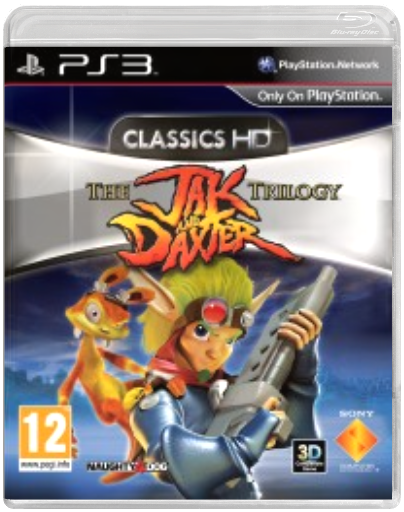 Blu-ray Disc
PS3
PlayStation.Network
Only On PlayStation.
CLASSICS HD
THE JAK AND DAXTER TRILOGY
12
www.pegi.info
NAUGHTY DOG
3D
SONY